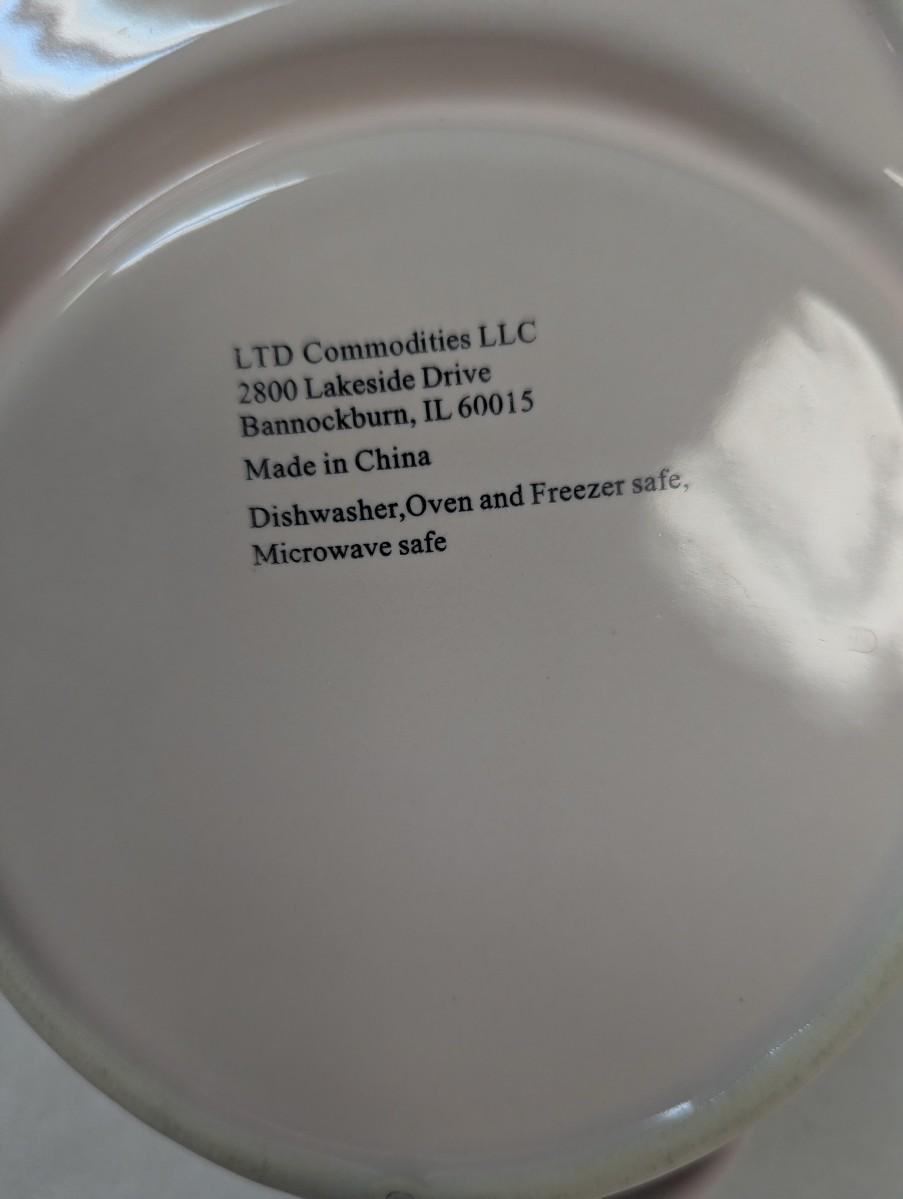 LTD Commodities LLC
2800 Lakeside Drive
Bannockburn, IL 60015
Made in China
Dishwasher,Oven and Freezer safe,
Microwave safe